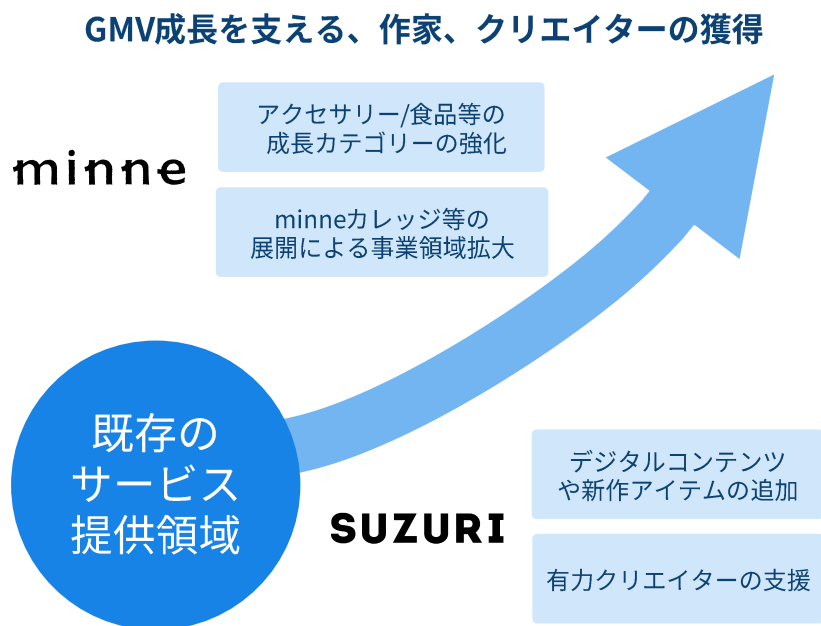 GMV成長を支える、作家、クリエイターの獲得
minne
アクセサリー/食品等の
成長カテゴリーの強化
minneカレッジ等の
展開による事業領域拡大
既存の
サービス
提供領域
SUZURI
デジタルコンテンツ
や新作アイテムの追加
有力クリエイターの支援